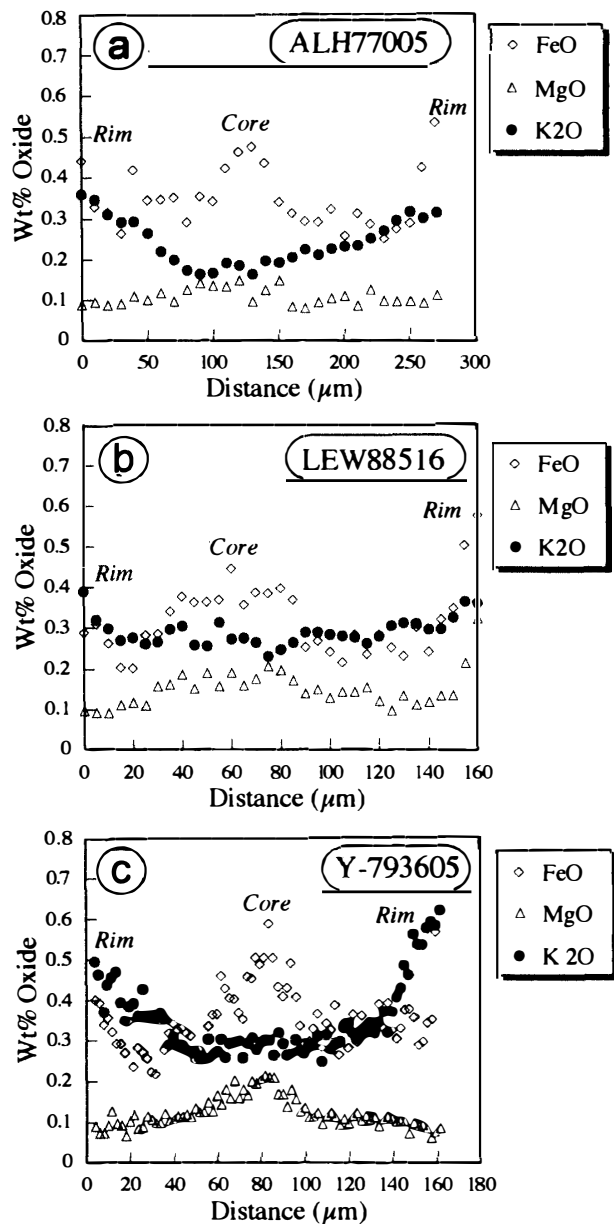 a
ALH77005
FeO
MgO
K2O
Rim
Core
Rim
Wt% Oxide
0.8
0.7
0.6
0.5
0.4
0.3
0.2
0.1
0
0 50 100 150 200 250 300
Distance (µm)
b
LEW88516
FeO
MgO
K2O
Rim
Core
Rim
Wt% Oxide
0.8
0.7
0.6
0.5
0.4
0.3
0.2
0.1
0
0 20 40 60 80 100 120 140 160
Distance (µm)
c
Y-793605
FeO
MgO
K 2O
Rim
Core
Rim
Wt% Oxide
0.8
0.7
0.6
0.5
0.4
0.3
0.2
0.1
0
0 20 40 60 80 100 120 140 160 180
Distance (µm)